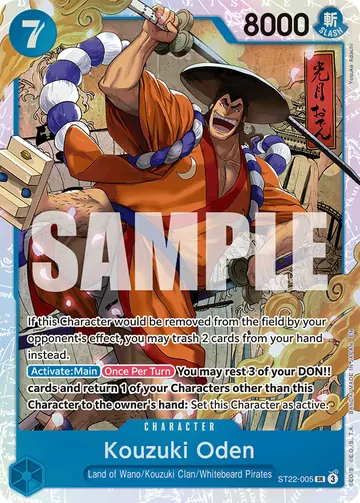 7
8000
斬
SLASH
光月おでん
SAMPLE
If this Character would be removed from the field by your
opponent's effect, you may trash 2 cards from your hand
instead.
Activate:Main Once Per Turn You may rest 3 of your DON!!
cards and return 1 of your Characters other than this
Character to the owner's hand: Set this Character as active.
CHARACTER
Kouzuki Oden
Land of Wano/Kouzuki Clan/Whitebeard Pirates
ST22-005 SR 3